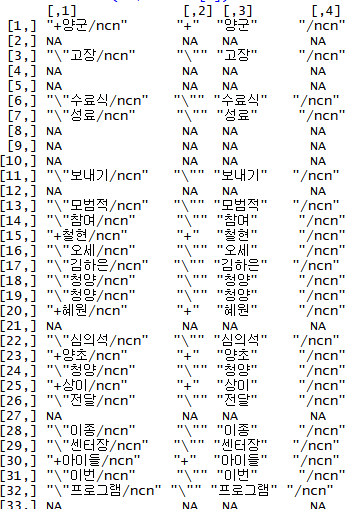 [,1] [,2] [,3] [,4]
[1,] "+양군/ncn" "+" "양군" "/ncn"
[2,] NA NA NA NA
[3,] "\"고장/ncn" "\"" "고장" "/ncn"
[4,] NA NA NA NA
[5,] NA NA NA NA
[6,] "\"수료식/ncn" "\"" "수료식" "/ncn"
[7,] "\"성료/ncn" "\"" "성료" "/ncn"
[8,] NA NA NA NA
[9,] NA NA NA NA
[10,] NA NA NA NA
[11,] "\"보내기/ncn" "\"" "보내기" "/ncn"
[12,] NA NA NA NA
[13,] "\"모범적/ncn" "\"" "모범적" "/ncn"
[14,] "\"참여/ncn" "\"" "참여" "/ncn"
[15,] "+철현/ncn" "+" "철현" "/ncn"
[16,] "\"오세/ncn" "\"" "오세" "/ncn"
[17,] "\"김하은/ncn" "\"" "김하은" "/ncn"
[18,] "\"청양/ncn" "\"" "청양" "/ncn"
[19,] "\"청양/ncn" "\"" "청양" "/ncn"
[20,] "+혜원/ncn" "+" "혜원" "/ncn"
[21,] NA NA NA NA
[22,] "\"심의석/ncn" "\"" "심의석" "/ncn"
[23,] "+양초/ncn" "+" "양초" "/ncn"
[24,] "\"청양/ncn" "\"" "청양" "/ncn"
[25,] "+상이/ncn" "+" "상이" "/ncn"
[26,] "\"전달/ncn" "\"" "전달" "/ncn"
[27,] NA NA NA NA
[28,] "\"이종/ncn" "\"" "이종" "/ncn"
[29,] "\"센터장/ncn" "\"" "센터장" "/ncn"
[30,] "+아이들/ncn" "+" "아이들" "/ncn"
[31,] "\"이번/ncn" "\"" "이번" "/ncn"
[32,] "\"프로그램/ncn" "\"" "프로그램" "/ncn"
[33,] NA NA NA NA